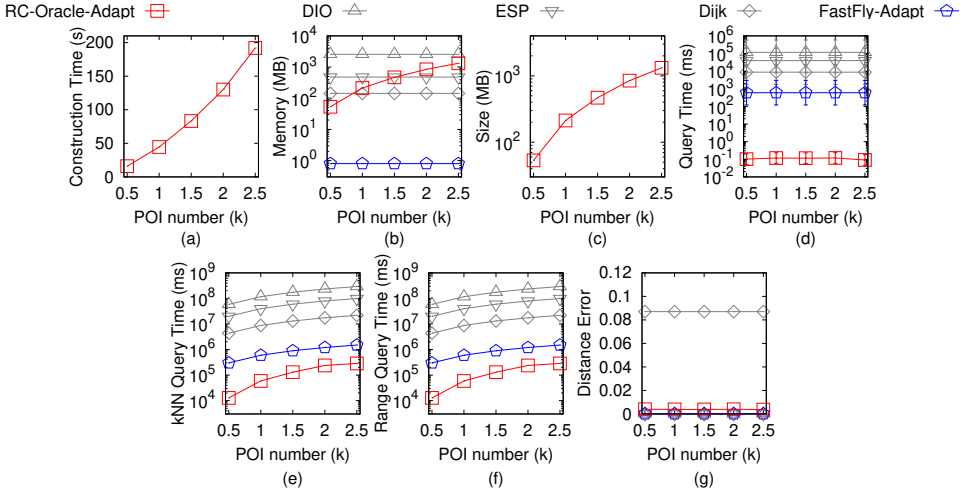 RC-Oracle-Adapt DIO ESP Dijk FastFly-Adapt
Construction Time (s)
200
150
100
50
0
0.5 1 1.5 2 2.5
POI number (k)
(a)
Memory (MB)
10^4
10^3
10^2
10^1
10^0
0.5 1 1.5 2 2.5
POI number (k)
(b)
Size (MB)
10^3
10^2
0.5 1 1.5 2 2.5
POI number (k)
(c)
Query Time (ms)
10^6
10^5
10^4
10^3
10^2
10^1
10^0
10^-1
10^-2
0.5 1 1.5 2 2.5
POI number (k)
(d)
kNN Query Time (ms)
10^9
10^8
10^7
10^6
10^5
10^4
0.5 1 1.5 2 2.5
POI number (k)
(e)
Range Query Time (ms)
10^9
10^8
10^7
10^6
10^5
10^4
0.5 1 1.5 2 2.5
POI number (k)
(f)
Distance Error
0.12
0.1
0.08
0.06
0.04
0.02
0
0.5 1 1.5 2 2.5
POI number (k)
(g)